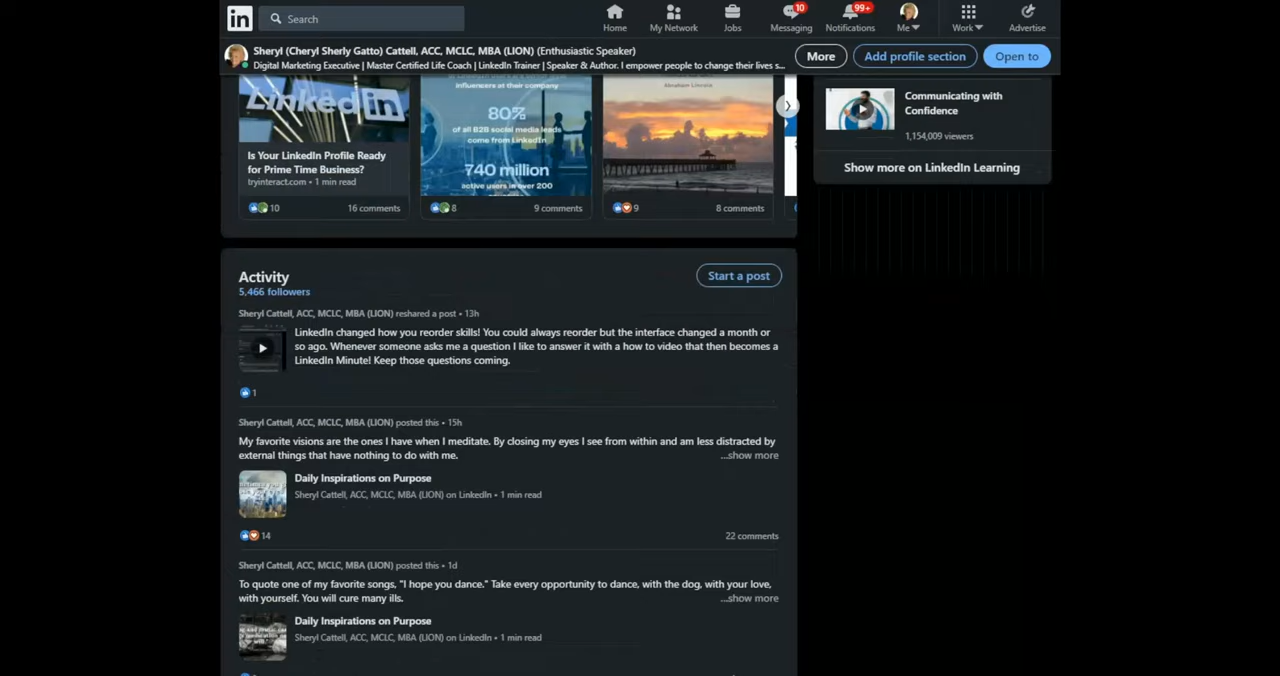 in
Search
Home
My Network
Jobs
10
Messaging
99+
Notifications
Me
Work
Advertise
Sheryl (Cheryl Sherly Gatto) Cattell, ACC, MCLC, MBA (LION) (Enthusiastic Speaker)
Digital Marketing Executive | Master Certified Life Coach | LinkedIn Trainer | Speaker & Author. I empower people to change their lives s...
More
Add profile section
Open to
LinkedIn
Is Your LinkedIn Profile Ready
for Prime Time Business?
tryinteract.com • 1 min read
10
16 comments
influencers at their company
80%
of all B2B social media leads
come from LinkedIn
740 million
active users in over 200
8
9 comments
Abraham Lincoln
9
8 comments
Communicating with
Confidence
1,154,009 viewers
Show more on LinkedIn Learning
Activity
5,466 followers
Start a post
Sheryl Cattell, ACC, MCLC, MBA (LION) reshared a post • 13h
LinkedIn changed how you reorder skills! You could always reorder but the interface changed a month or
so ago. Whenever someone asks me a question I like to answer it with a how to video that then becomes a
LinkedIn Minute! Keep those questions coming.
1
Sheryl Cattell, ACC, MCLC, MBA (LION) posted this • 15h
My favorite visions are the ones I have when I meditate. By closing my eyes I see from within and am less distracted by
external things that have nothing to do with me.
...show more
Daily Inspirations on Purpose
Sheryl Cattell, ACC, MCLC, MBA (LION) on LinkedIn • 1 min read
14
22 comments
Sheryl Cattell, ACC, MCLC, MBA (LION) posted this • 1d
To quote one of my favorite songs, "I hope you dance." Take every opportunity to dance, with the dog, with your love,
with yourself. You will cure many ills.
...show more
Daily Inspirations on Purpose
Sheryl Cattell, ACC, MCLC, MBA (LION) on LinkedIn • 1 min read